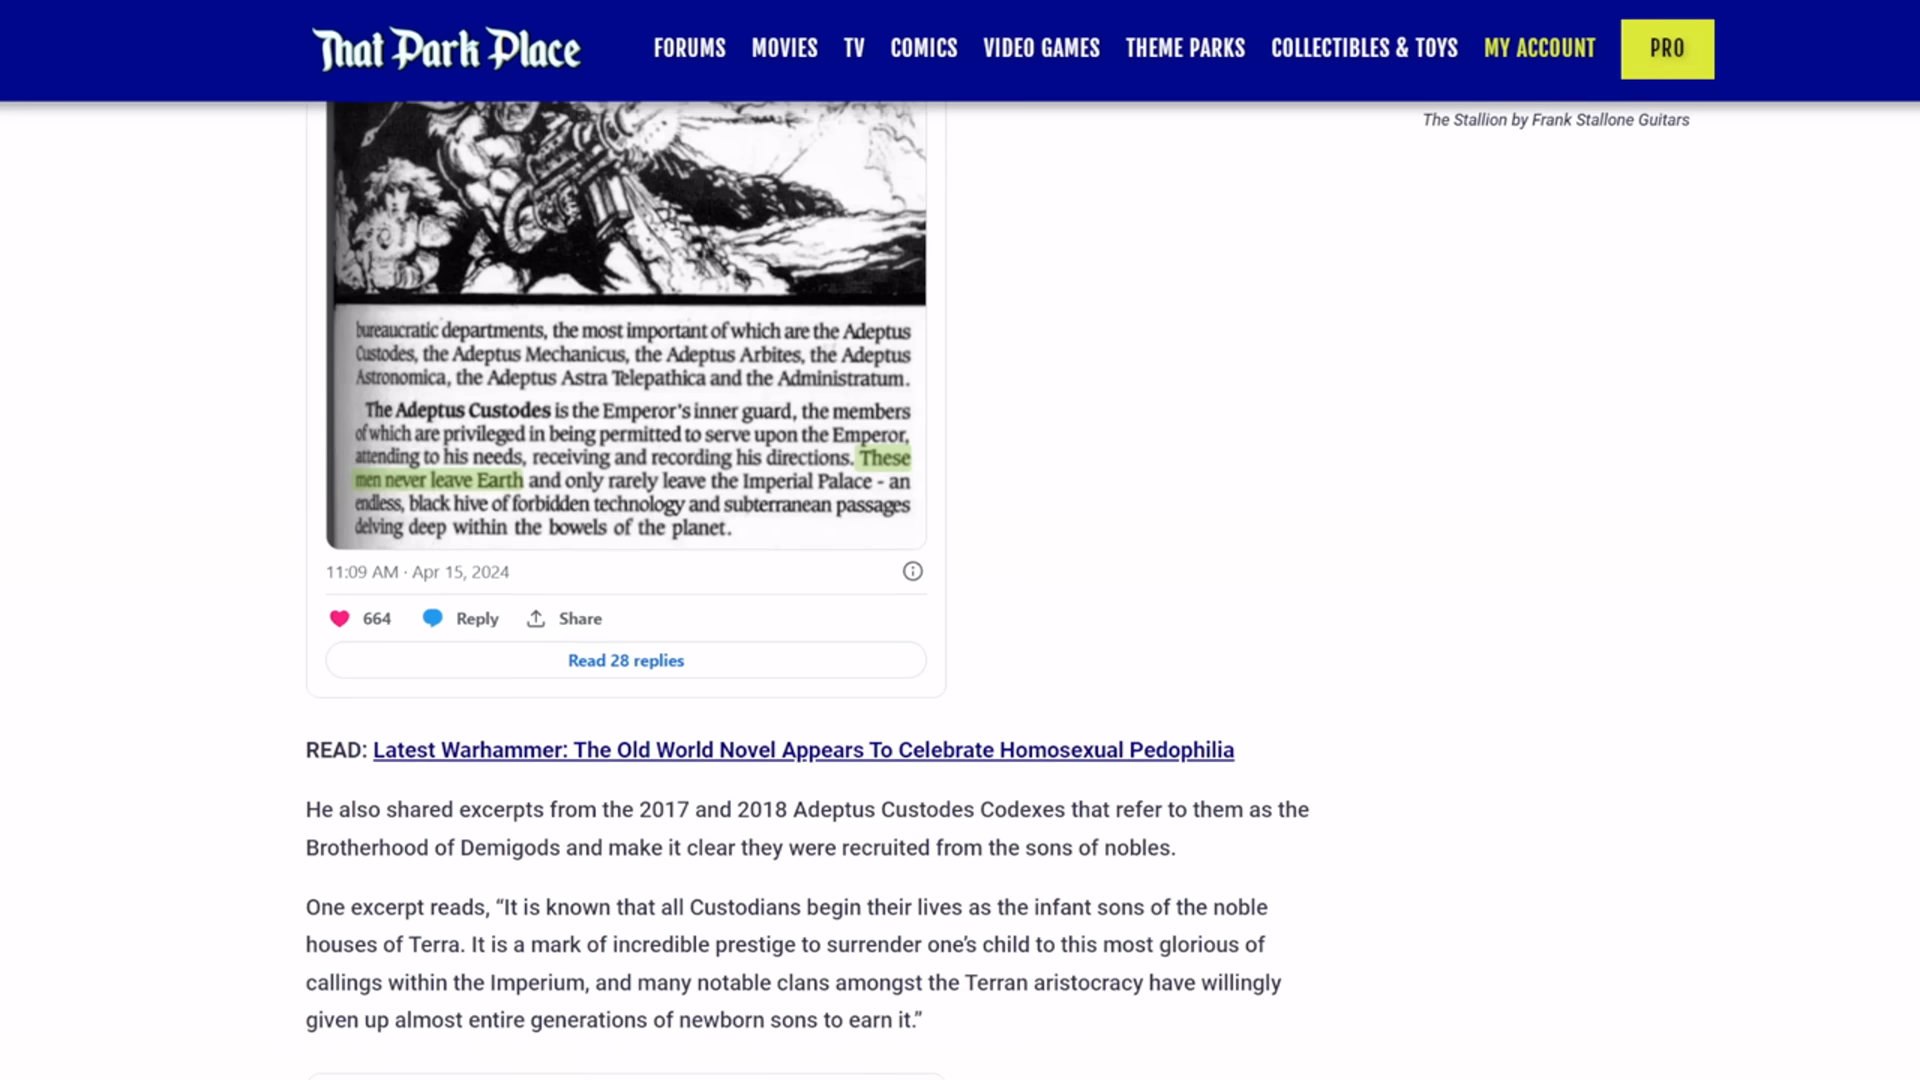 That Park Place
FORUMS MOVIES TV COMICS VIDEO GAMES THEME PARKS COLLECTIBLES & TOYS MY ACCOUNT PRO
The Stallion by Frank Stallone Guitars
bureaucratic departments, the most important of which are the Adeptus
Custodes, the Adeptus Mechanicus, the Adeptus Arbites, the Adeptus
Astronomica, the Adeptus Astra Telepathica and the Administratum.
The Adeptus Custodes is the Emperor's inner guard, the members
of which are privileged in being permitted to serve upon the Emperor,
attending to his needs, receiving and recording his directions. These
men never leave Earth and only rarely leave the Imperial Palace - an
endless, black hive of forbidden technology and subterranean passages
delving deep within the bowels of the planet.
11:09 AM · Apr 15, 2024
664 Reply Share
Read 28 replies
READ: Latest Warhammer: The Old World Novel Appears To Celebrate Homosexual Pedophilia
He also shared excerpts from the 2017 and 2018 Adeptus Custodes Codexes that refer to them as the
Brotherhood of Demigods and make it clear they were recruited from the sons of nobles.
One excerpt reads, “It is known that all Custodians begin their lives as the infant sons of the noble
houses of Terra. It is a mark of incredible prestige to surrender one’s child to this most glorious of
callings within the Imperium, and many notable clans amongst the Terran aristocracy have willingly
given up almost entire generations of newborn sons to earn it.”